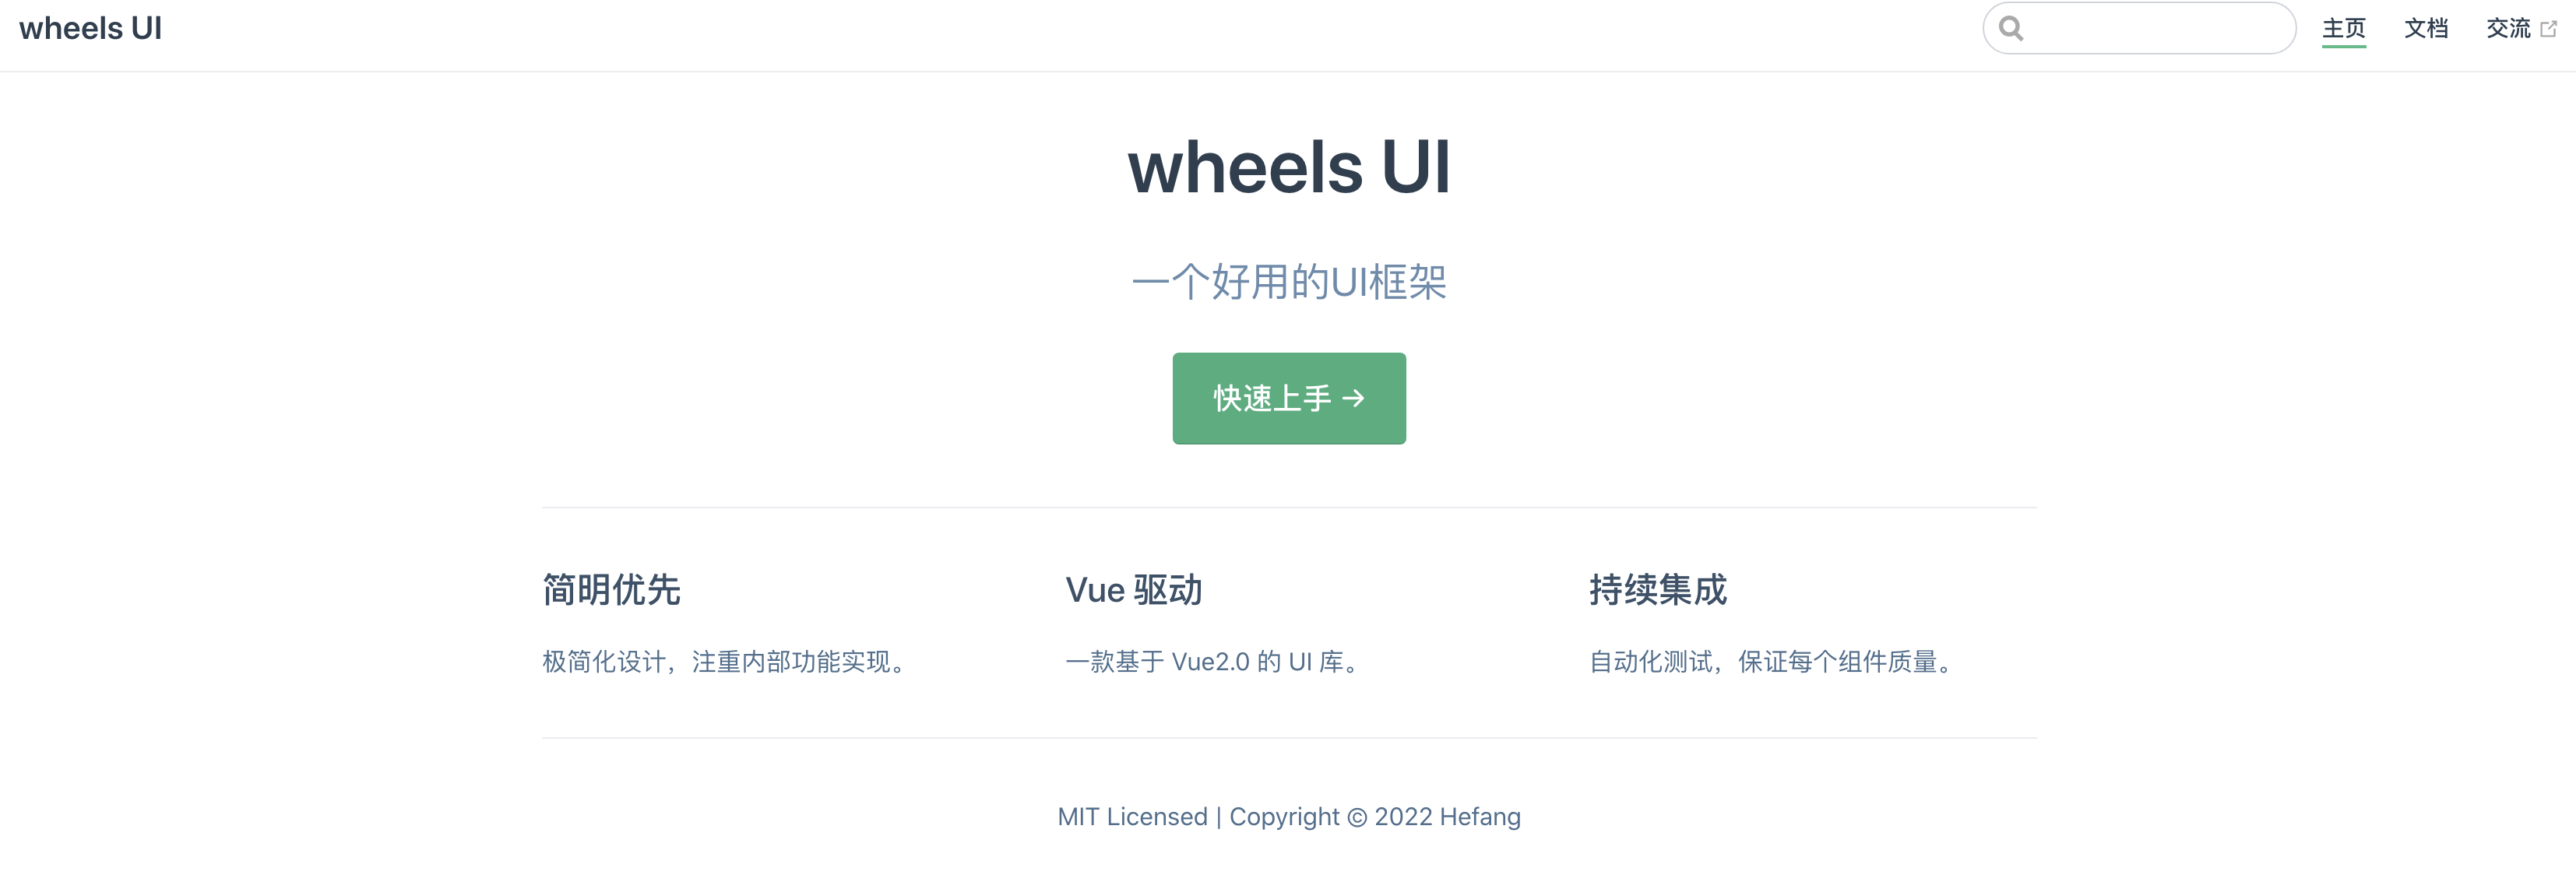 wheels UI
主页 文档 交流
wheels UI
一个好用的UI框架
快速上手 →
简明优先
极简化设计，注重内部功能实现。
Vue 驱动
一款基于 Vue2.0 的 UI 库。
持续集成
自动化测试，保证每个组件质量。
MIT Licensed | Copyright © 2022 Hefang